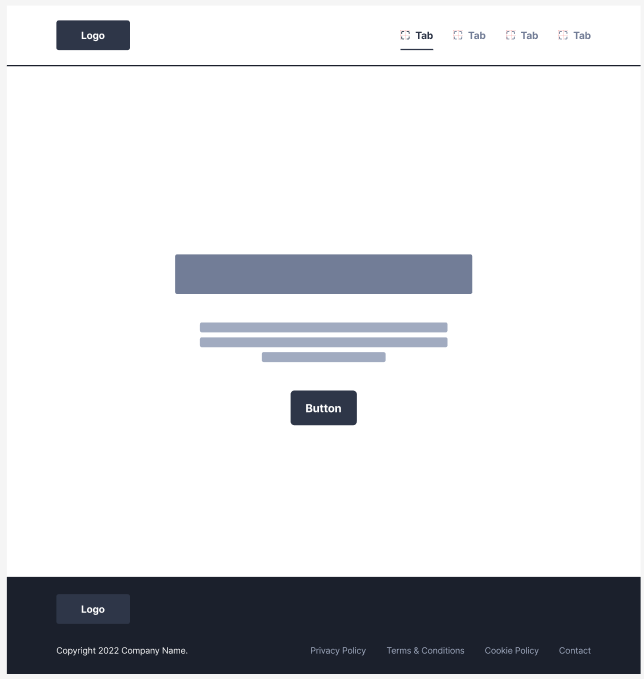 Logo
Tab Tab Tab Tab
Button
Logo
Copyright 2022 Company Name. Privacy Policy Terms & Conditions Cookie Policy Contact